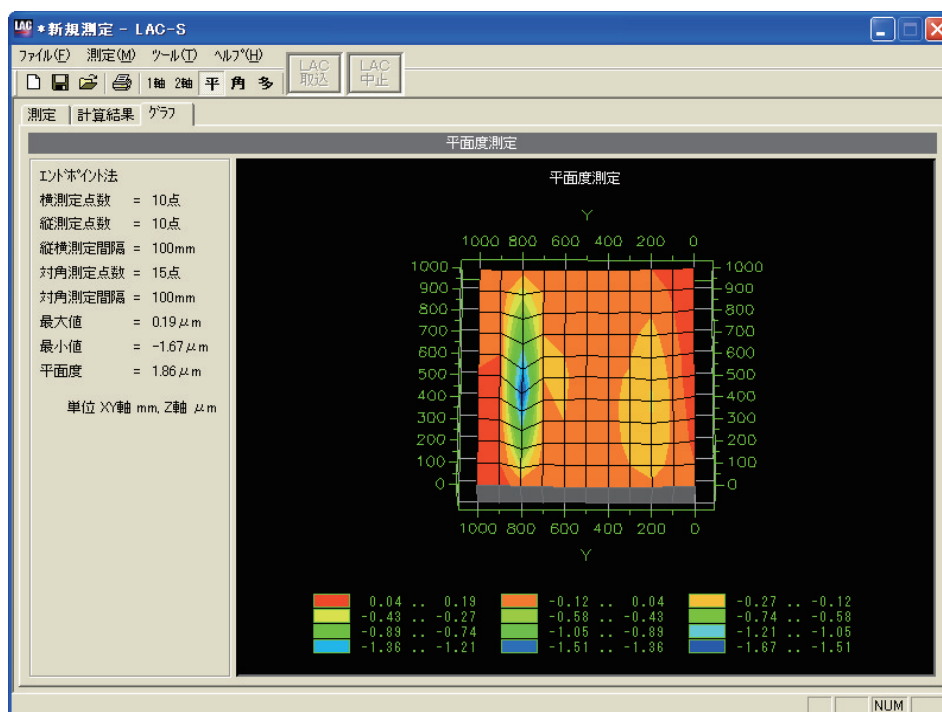 LAC *新規測定 - LAC-S
ファイル(F) 測定(M) ツール(T) ヘルプ(H)
LAC 取込
LAC 中止
1軸 2軸 平 角 多
測定 計算結果 グラフ
平面度測定
エンドポイント法
横測定点数 = 10点
縦測定点数 = 10点
縦横測定間隔 = 100mm
対角測定点数 = 15点
対角測定間隔 = 100mm
最大値 = 0.19μm
最小値 = -1.67μm
平面度 = 1.86μm
単位 XY軸 mm, Z軸 μm
平面度測定
Y
1000 800 600 400 200 0
1000 1000
900 900
800 800
700 700
600 600
500 500
400 400
300 300
200 200
100 100
0 0
1000 800 600 400 200 0
Y
0.04 .. 0.19 -0.12 .. 0.04 -0.27 .. -0.12
-0.43 .. -0.27 -0.58 .. -0.43 -0.74 .. -0.58
-0.89 .. -0.74 -1.05 .. -0.89 -1.21 .. -1.05
-1.36 .. -1.21 -1.51 .. -1.36 -1.67 .. -1.51
NUM